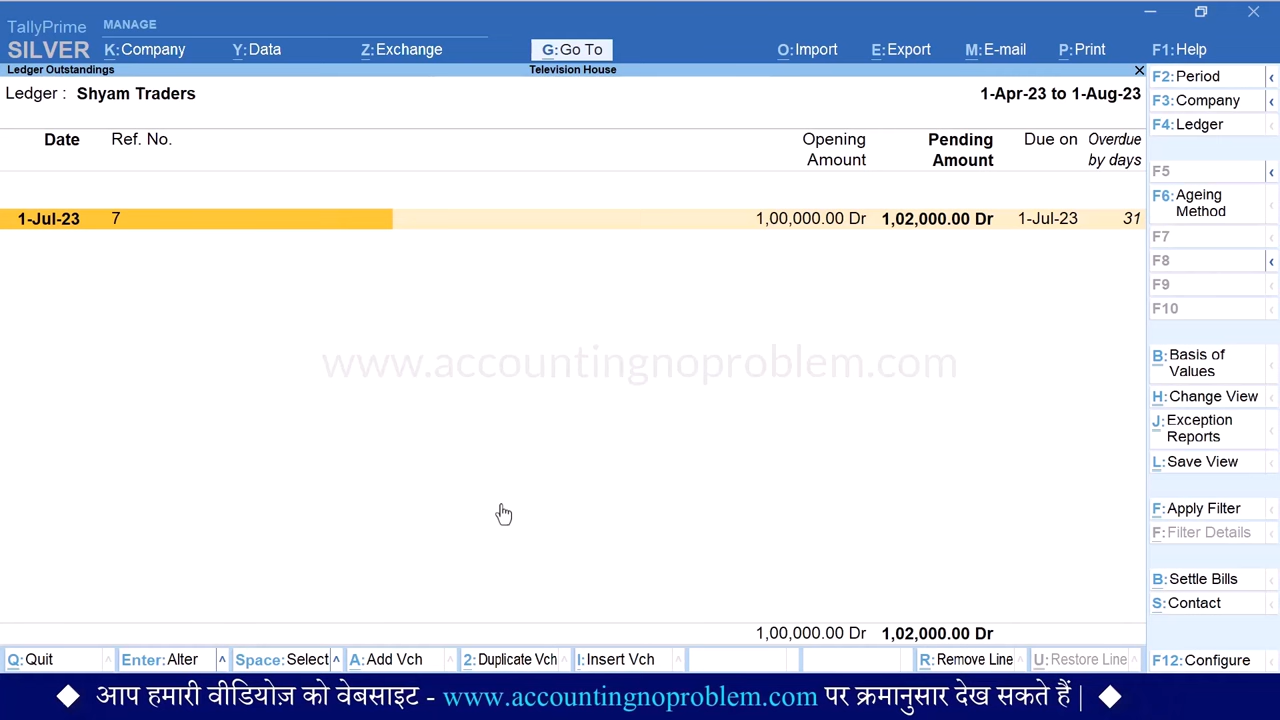 TallyPrime MANAGE
SILVER K:Company Y:Data Z:Exchange G:Go To O:Import E:Export M:E-mail P:Print F1:Help
Ledger Outstandings Television House
Ledger : Shyam Traders 1-Apr-23 to 1-Aug-23
Date Ref. No. Opening Amount Pending Amount Due on Overdue by days
1-Jul-23 7 1,00,000.00 Dr 1,02,000.00 Dr 1-Jul-23 31
www.accountingnoproblem.com
1,00,000.00 Dr 1,02,000.00 Dr
F2:Period
F3:Company
F4:Ledger
F5
F6:Ageing
Method
F7
F8
F9
F10
B:Basis of
Values
H:Change View
J:Exception
Reports
L:Save View
F:Apply Filter
F:Filter Details
B:Settle Bills
S:Contact
Q:Quit Enter:Alter Space:Select A:Add Vch 2:Duplicate Vch I:Insert Vch R:Remove Line U:Restore Line F12:Configure
आप हमारी वीडियोज़ को वेबसाइट - www.accountingnoproblem.com पर क्रमानुसार देख सकते हैं |